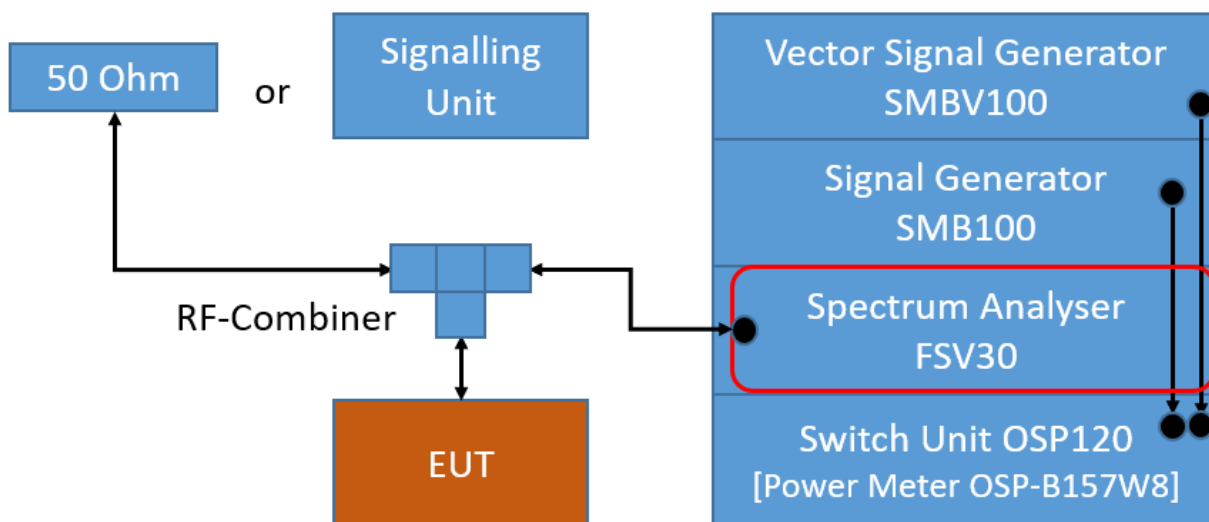 50 Ohm
or
Signalling
Unit
Vector Signal Generator
SMBV100
Signal Generator
SMB100
RF-Combiner
Spectrum Analyser
FSV30
EUT
Switch Unit OSP120
[Power Meter OSP-B157W8]